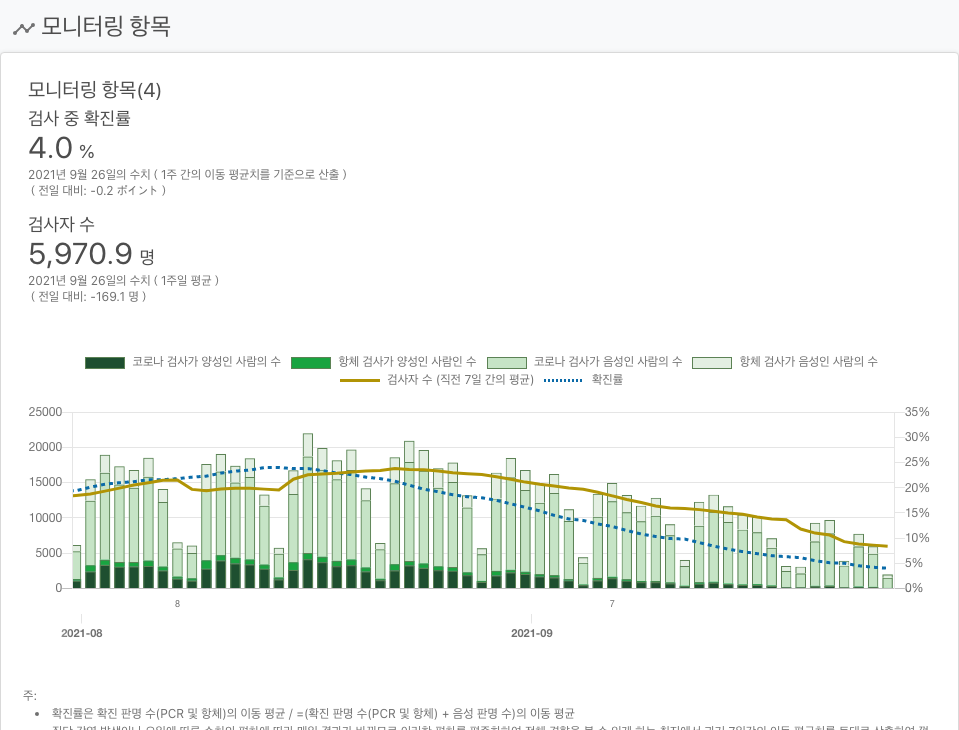 모니터링 항목
모니터링 항목(4)
검사 중 확진률
4.0 %
2021년 9월 26일의 수치 ( 1주 간의 이동 평균치를 기준으로 산출 )
( 전일 대비: -0.2 ポイント )
검사자 수
5,970.9 명
2021년 9월 26일의 수치 ( 1주일 평균 )
( 전일 대비: -169.1 명 )
코로나 검사가 양성인 사람의 수 항체 검사가 양성인 사람인 수 코로나 검사가 음성인 사람의 수 항체 검사가 음성인 사람의 수
검사자 수 (직전 7일 간의 평균) 확진률
25000 35%
30%
20000
25%
15000 20%
15%
10000
10%
5000
5%
0 0%
8 7
2021-08 2021-09
주:
• 확진률은 확진 판명 수(PCR 및 항체)의 이동 평균 / =(확진 판명 수(PCR 및 항체) + 음성 판명 수)의 이동 평균